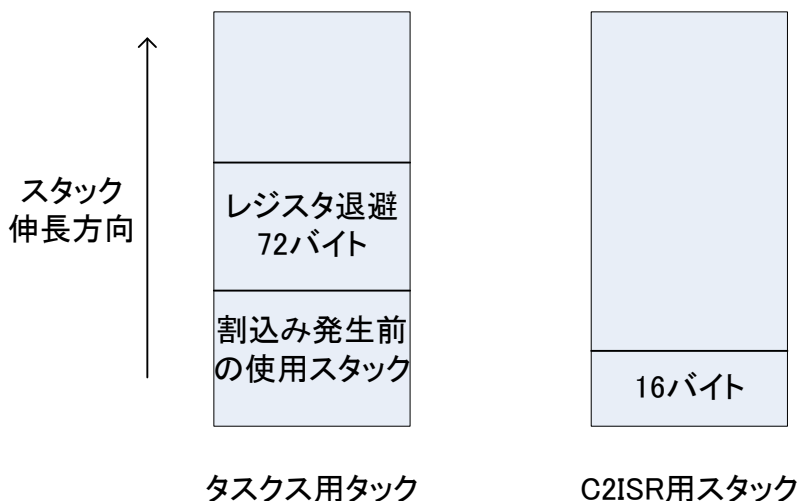 スタック
伸長方向
レジスタ退避
72バイト
割込み発生前
の使用スタック
16バイト
タスクス用タック
C2ISR用スタック